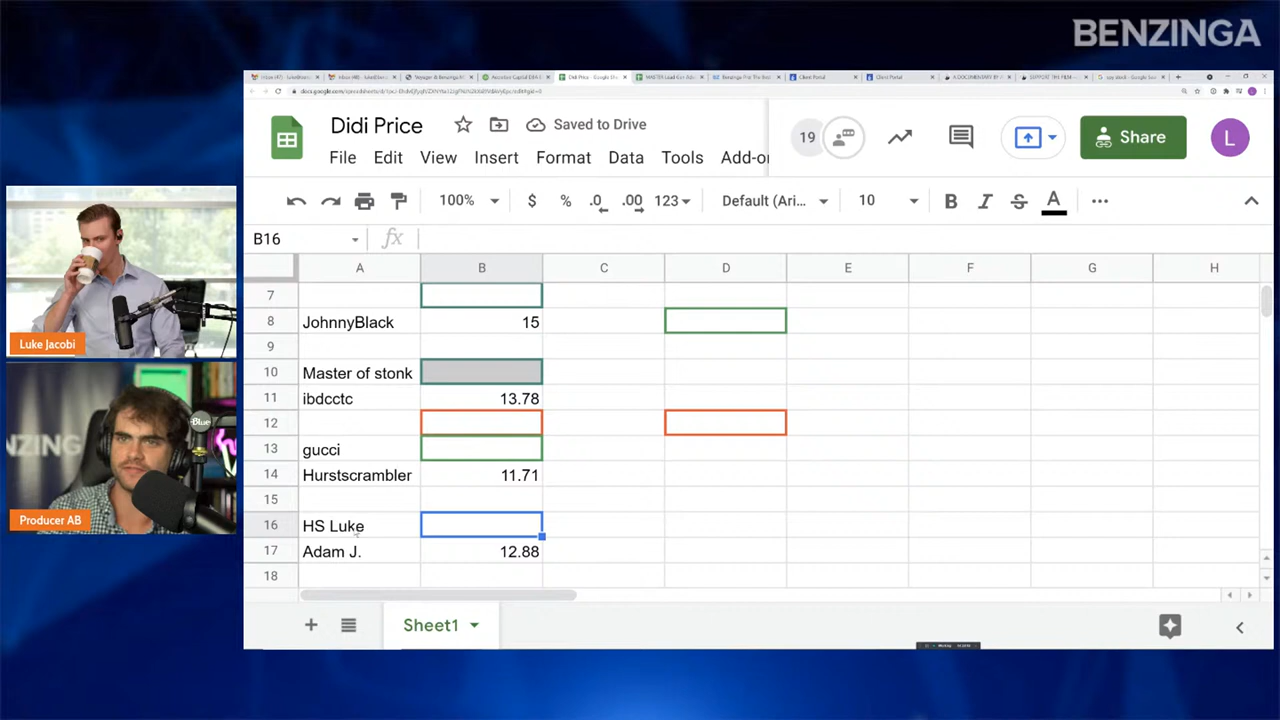 BENZINGA
Didi Price
Saved to Drive
19
Share
L
File Edit View Insert Format Data Tools Add-o
100% $ % .0 .00 123 Default (Ari... 10 B I S A
B16 fx
A B C D E F G H
7
8 JohnnyBlack 15
9
10 Master of stonk
11 ibdcctc 13.78
12
13 gucci
14 Hurstscrambler 11.71
15
16 HS Luke
17 Adam J. 12.88
18
Sheet1
Luke Jacobi
NZINGA
Blue
Producer AB